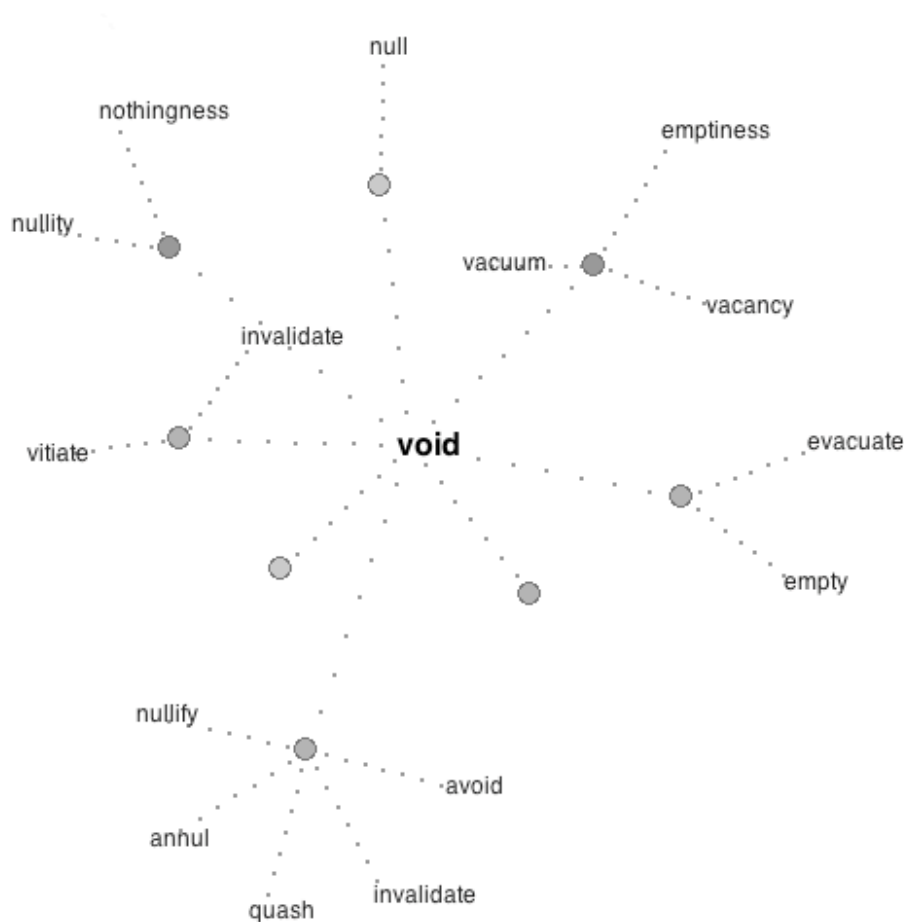 null
nothingness
emptiness
nullity
vacuum
vacancy
invalidate
void
evacuate
vitiate
empty
nullify
avoid
anhul
invalidate
quash